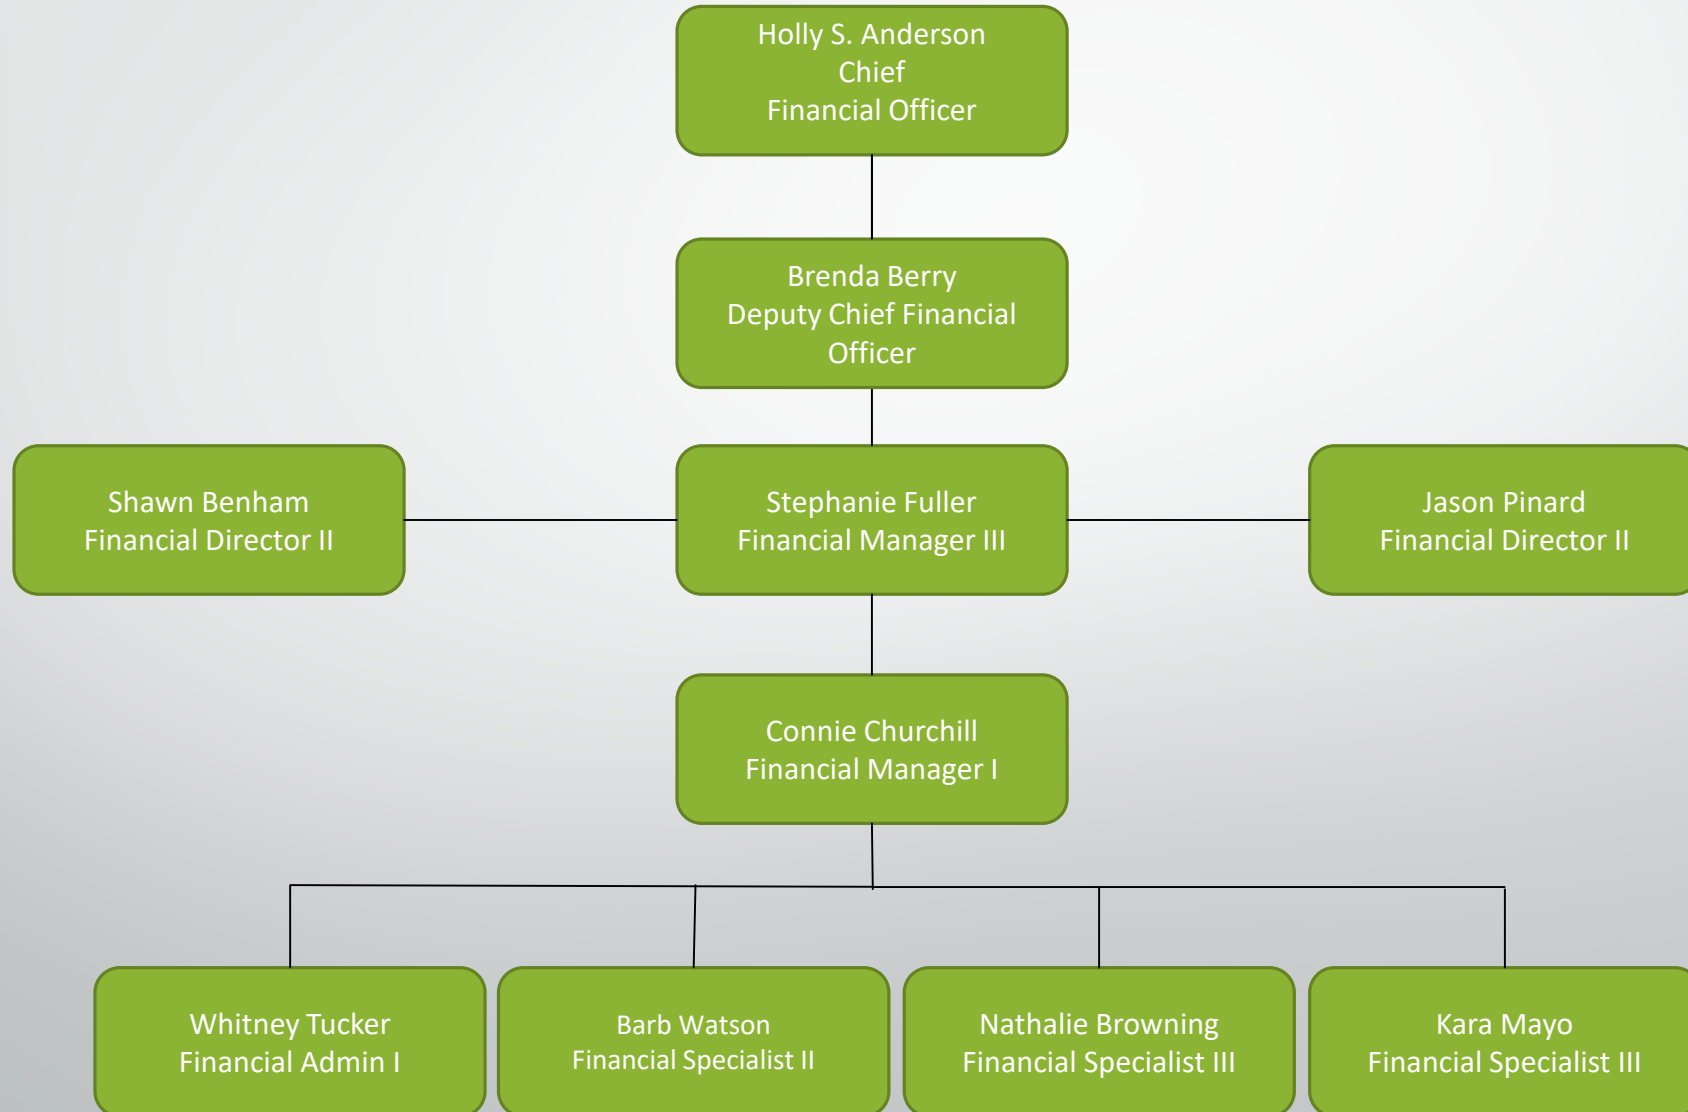 Holly S. Anderson
Chief
Financial Officer
Brenda Berry
Deputy Chief Financial
Officer
Shawn Benham
Financial Director II
Stephanie Fuller
Financial Manager III
Jason Pinard
Financial Director II
Connie Churchill
Financial Manager I
Whitney Tucker
Financial Admin I
Barb Watson
Financial Specialist II
Nathalie Browning
Financial Specialist III
Kara Mayo
Financial Specialist III